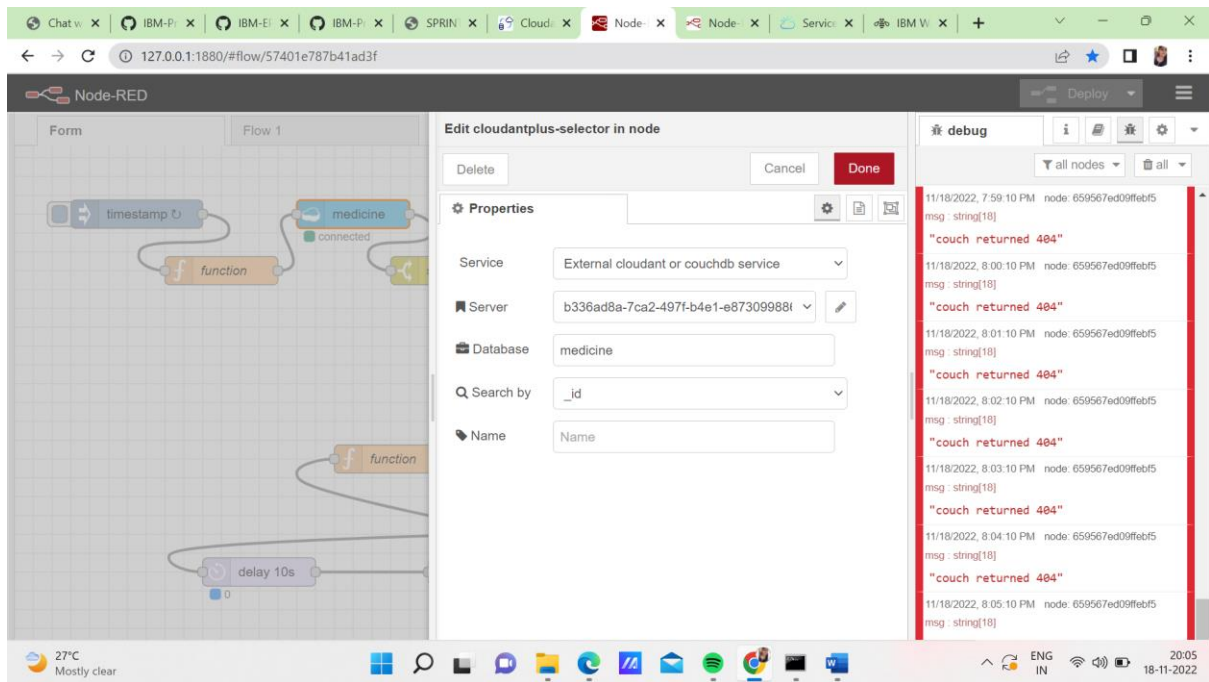 Chat w
IBM-Pr
IBM-E
IBM-P
SPRIN
Clouda
Node-
Node-
Service
IBM W
127.0.0.1:1880/#flow/57401e787b41ad3f
Node-RED
Deploy
Form
Flow 1
timestamp ↻
medicine
connected
function
function
delay 10s
0
Edit cloudantplus-selector in node
Delete
Cancel
Done
Properties
Service
External cloudant or couchdb service
Server
b336ad8a-7ca2-497f-b4e1-e873099886
Database
medicine
Search by
_id
Name
Name
debug
i
all nodes
all
11/18/2022, 7:59:10 PM node: 659567ed09ffebf5
msg : string[18]
"couch returned 404"
11/18/2022, 8:00:10 PM node: 659567ed09ffebf5
msg : string[18]
"couch returned 404"
11/18/2022, 8:01:10 PM node: 659567ed09ffebf5
msg : string[18]
"couch returned 404"
11/18/2022, 8:02:10 PM node: 659567ed09ffebf5
msg : string[18]
"couch returned 404"
11/18/2022, 8:03:10 PM node: 659567ed09ffebf5
msg : string[18]
"couch returned 404"
11/18/2022, 8:04:10 PM node: 659567ed09ffebf5
msg : string[18]
"couch returned 404"
11/18/2022, 8:05:10 PM node: 659567ed09ffebf5
msg : string[18]
27°C
Mostly clear
ENG
IN
20:05
18-11-2022